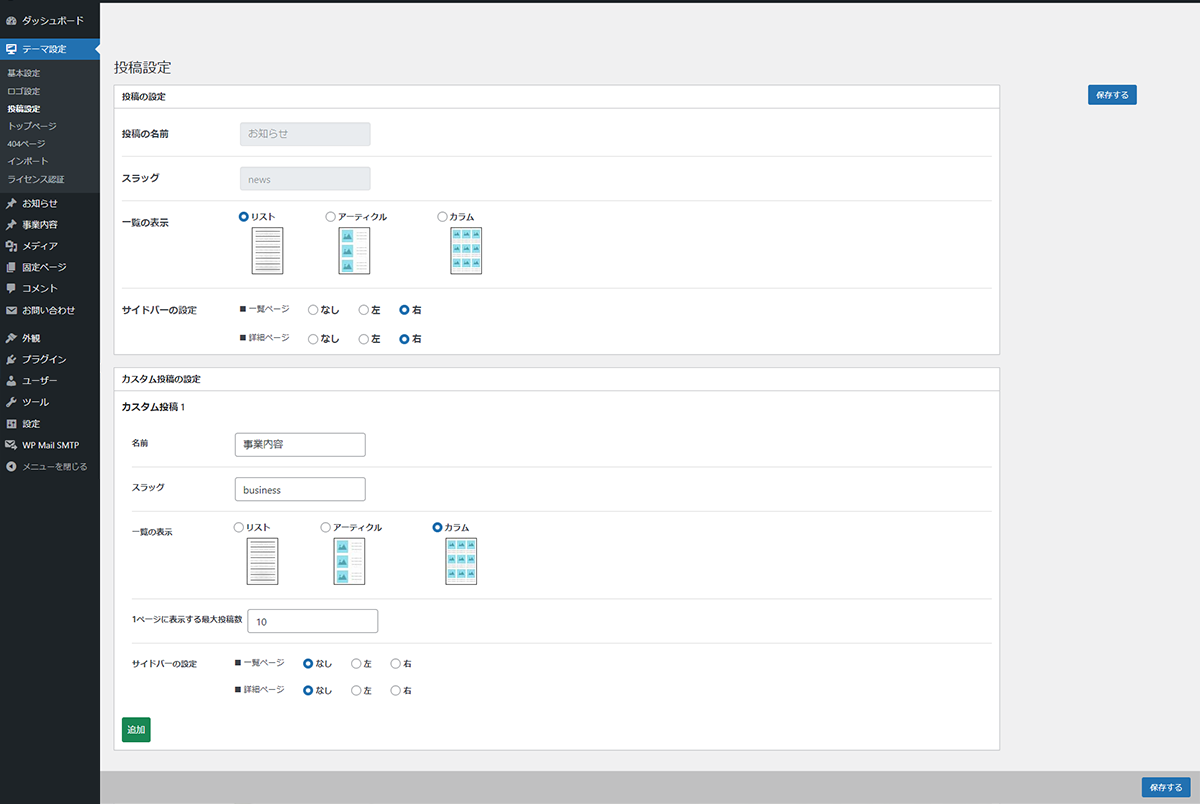 ダッシュボード
テーマ設定
基本設定
ロゴ設定
投稿設定
トップページ
404ページ
インポート
ライセンス認証
お知らせ
事業内容
メディア
固定ページ
コメント
お問い合わせ
外観
プラグイン
ユーザー
ツール
設定
WP Mail SMTP
メニューを閉じる
投稿設定
保存する
投稿の設定
投稿の名前 お知らせ
スラッグ news
一覧の表示 リスト アーティクル カラム
サイドバーの設定 ■ 一覧ページ なし 左 右
■ 詳細ページ なし 左 右
カスタム投稿の設定
カスタム投稿 1
名前 事業内容
スラッグ business
一覧の表示 リスト アーティクル カラム
1ページに表示する最大投稿数 10
サイドバーの設定 ■ 一覧ページ なし 左 右
■ 詳細ページ なし 左 右
追加
保存する